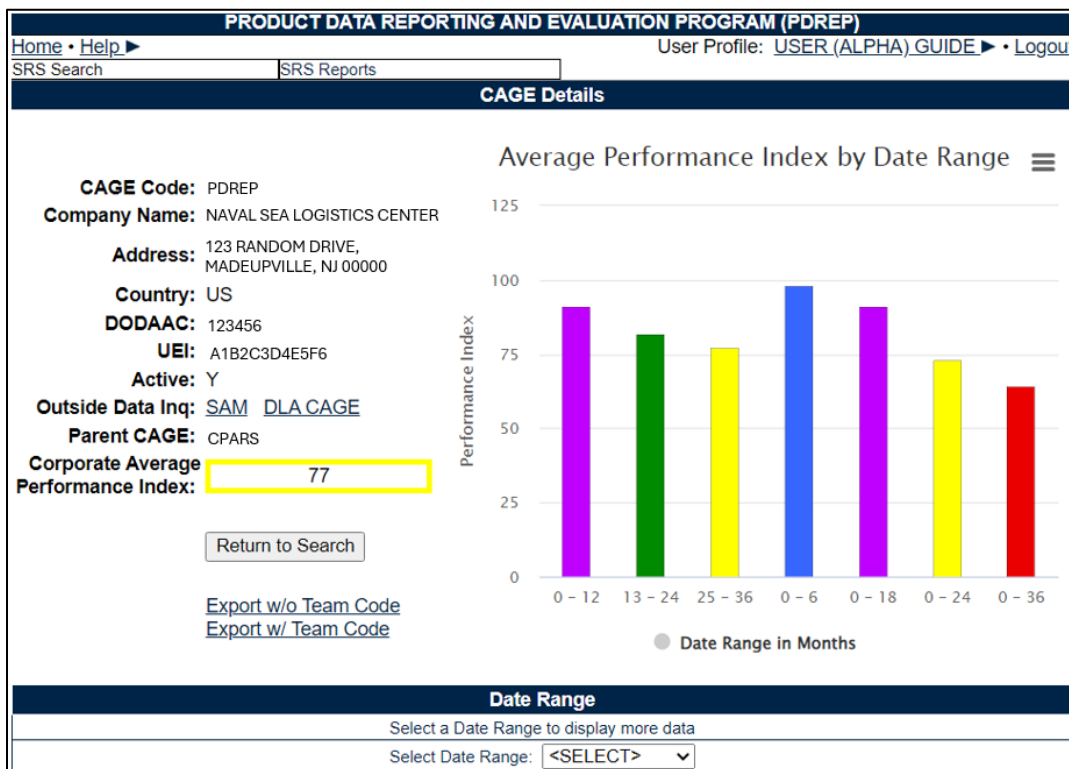 PRODUCT DATA REPORTING AND EVALUATION PROGRAM (PDREP)
Home • Help ▶ User Profile: USER (ALPHA) GUIDE ▶ • Logout
SRS Search SRS Reports
CAGE Details
CAGE Code: PDREP
Company Name: NAVAL SEA LOGISTICS CENTER
Address: 123 RANDOM DRIVE,
MADEUPVILLE, NJ 00000
Country: US
DODAAC: 123456
UEI: A1B2C3D4E5F6
Active: Y
Outside Data Inq: SAM DLA CAGE
Parent CAGE: CPARS
Corporate Average
Performance Index: 77
Return to Search
Export w/o Team Code
Export w/ Team Code
Average Performance Index by Date Range
Performance Index
125
100
75
50
25
0
0 – 12 13 – 24 25 – 36 0 – 6 0 – 18 0 – 24 0 – 36
Date Range in Months
Date Range
Select a Date Range to display more data
Select Date Range: <SELECT>